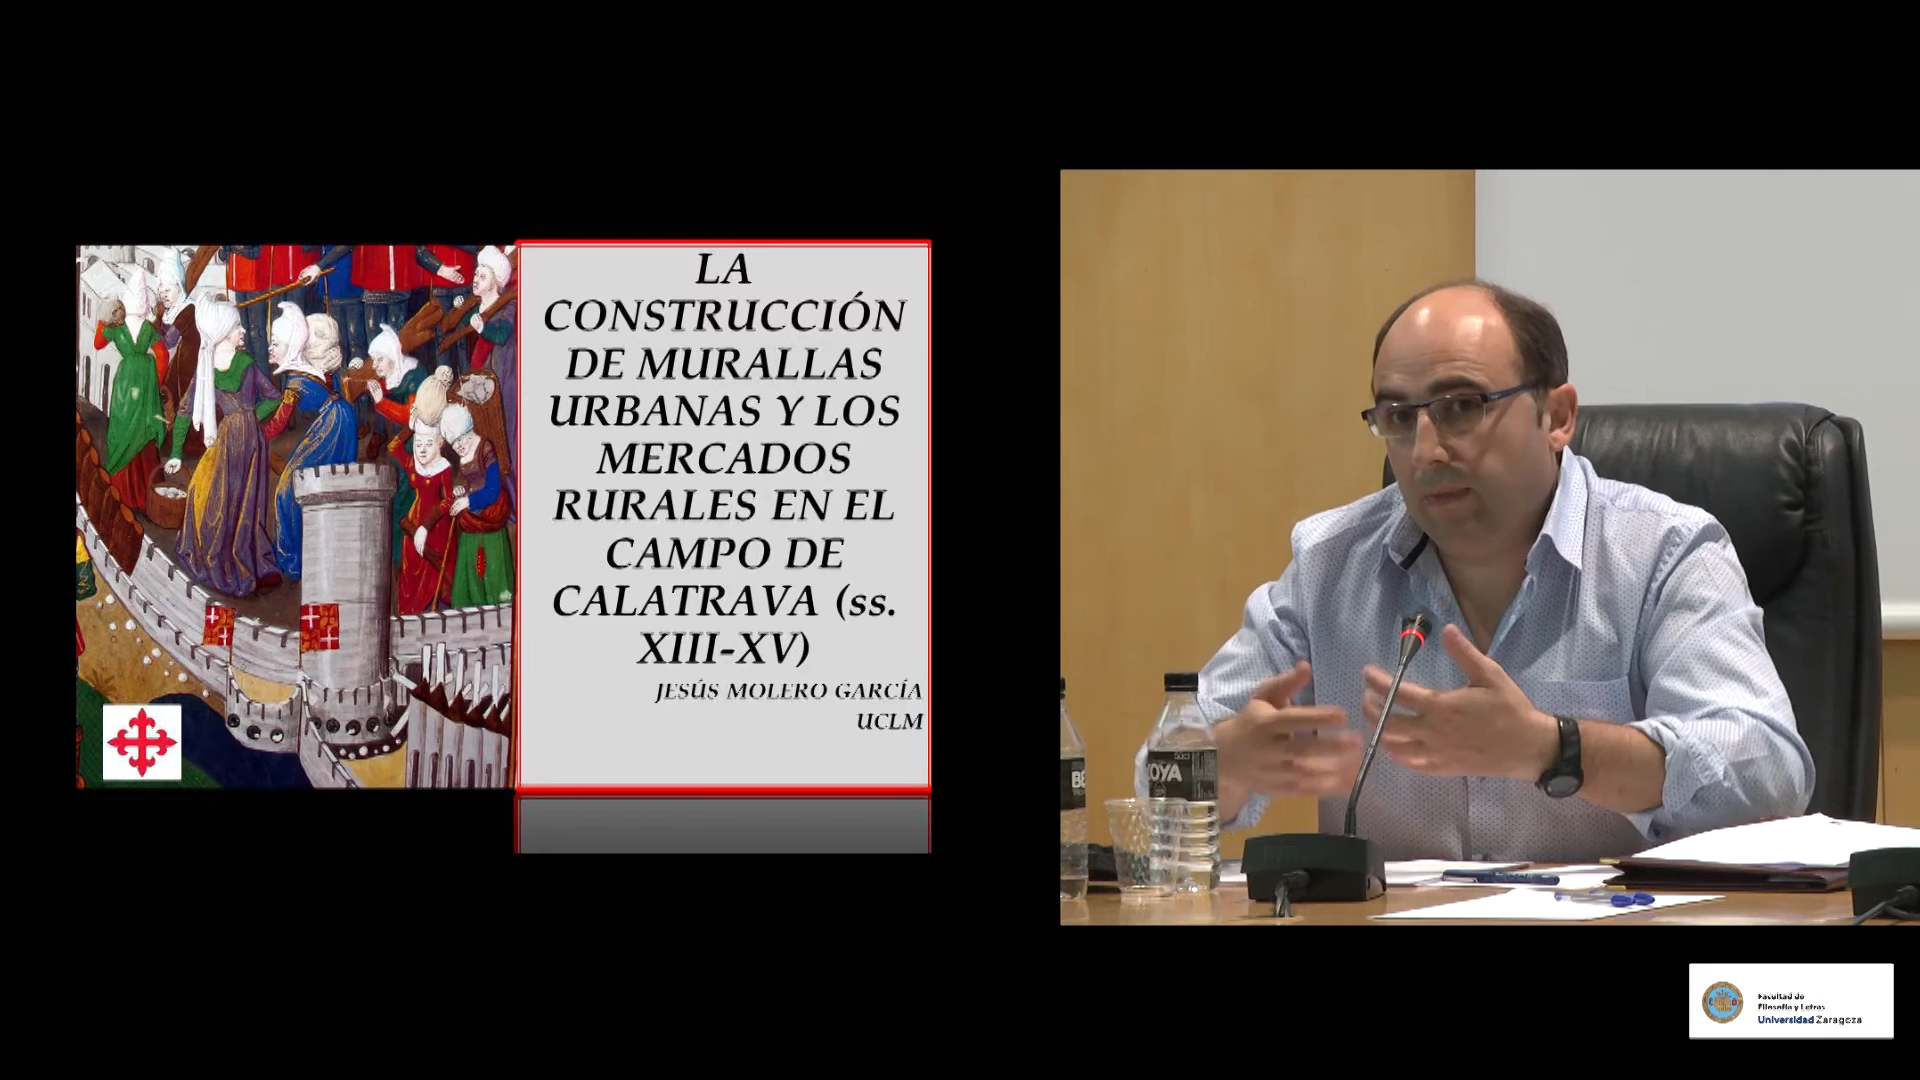 LA
CONSTRUCCIÓN
DE MURALLAS
URBANAS Y LOS
MERCADOS
RURALES EN EL
CAMPO DE
CALATRAVA (ss.
XIII-XV)
JESÚS MOLERO GARCÍA
UCLM
Facultad de
Filosofía y Letras
Universidad Zaragoza